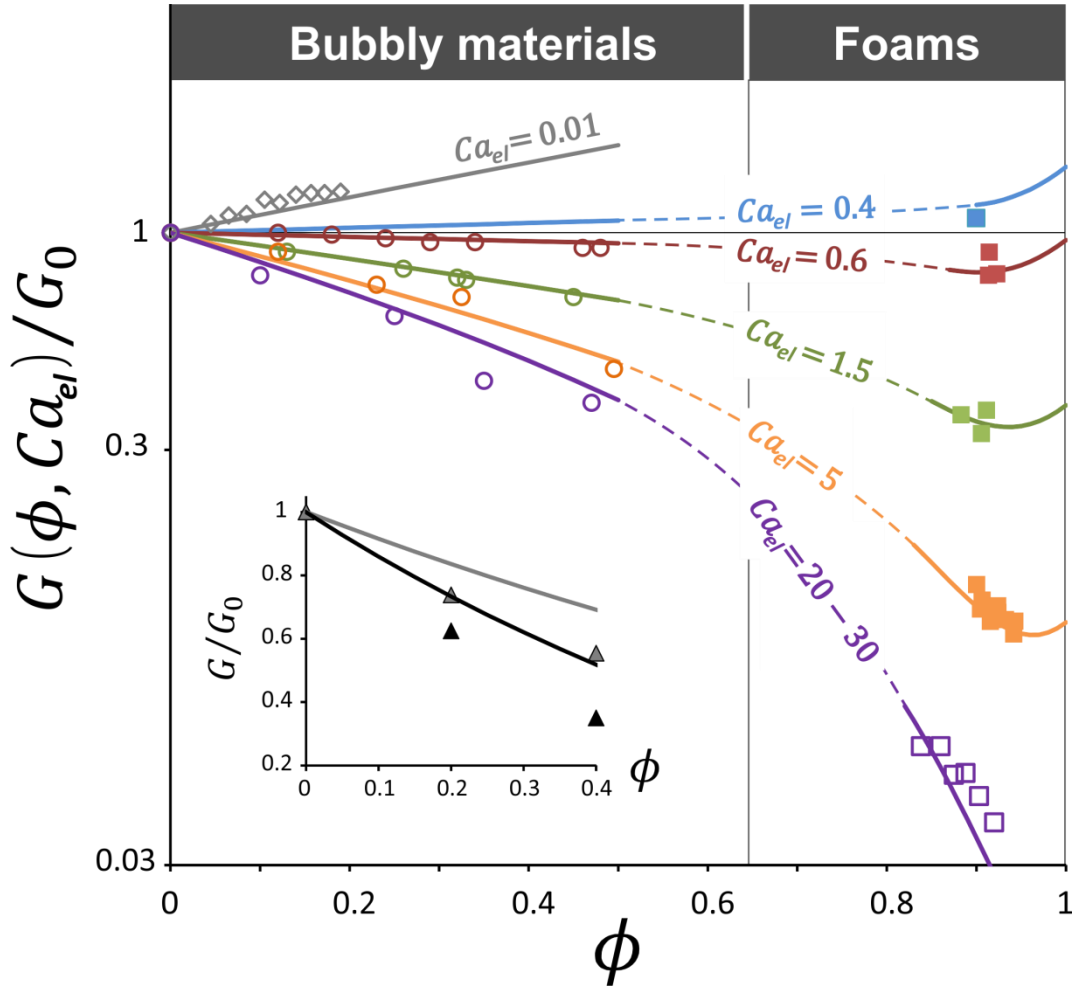 Bubbly materials
Foams
Ca_el = 0.01
Ca_el = 0.4
Ca_el = 0.6
Ca_el = 1.5
Ca_el = 5
Ca_el = 20 − 30
G(ϕ, Ca_el)/G₀
1
0.3
0.03
0
0.2
0.4
0.6
0.8
1
ϕ
G/G₀
1
0.8
0.6
0.4
0.2
0
0.1
0.2
0.3
0.4
ϕ